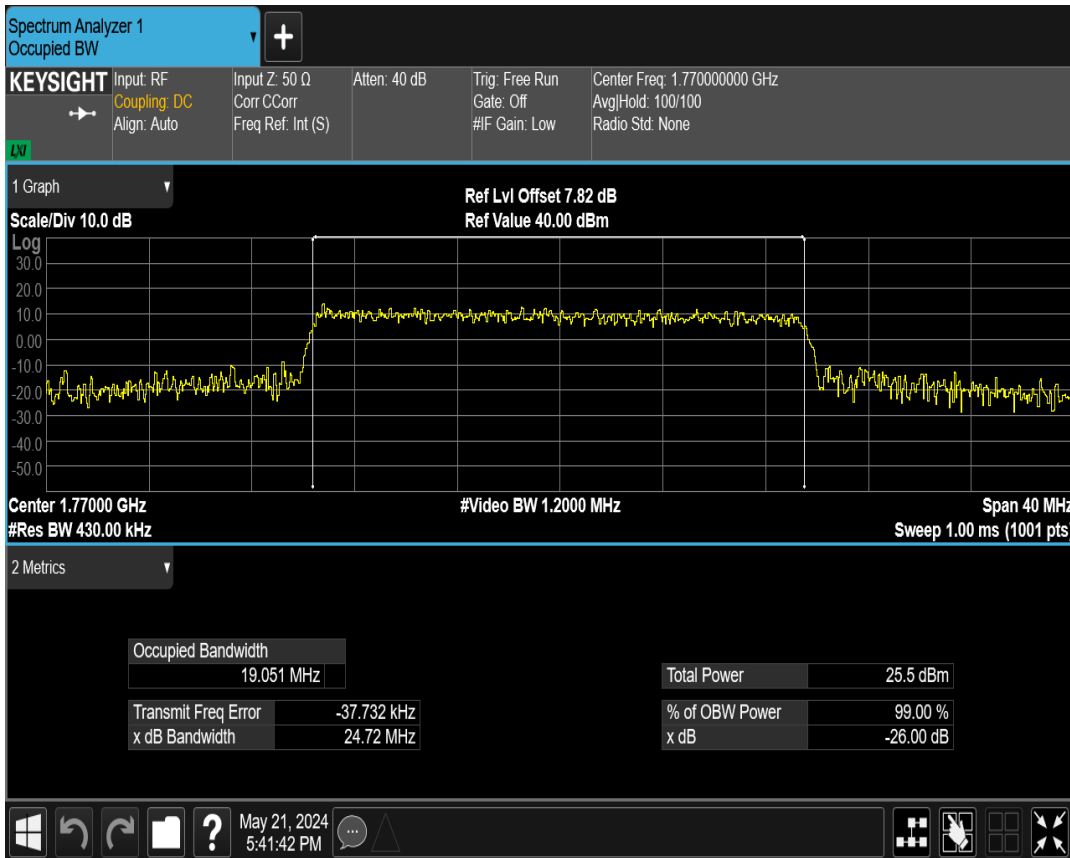 Spectrum Analyzer 1
Occupied BW
+
KEYSIGHT
LXI
Input: RF
Coupling: DC
Align: Auto
Input Z: 50 Ω
Corr CCorr
Freq Ref: Int (S)
Atten: 40 dB
Trig: Free Run
Gate: Off
#IF Gain: Low
Center Freq: 1.770000000 GHz
Avg|Hold: 100/100
Radio Std: None
1 Graph
Scale/Div 10.0 dB
Ref Lvl Offset 7.82 dB
Ref Value 40.00 dBm
Log
30.0
20.0
10.0
0.00
-10.0
-20.0
-30.0
-40.0
-50.0
Center 1.77000 GHz
#Video BW 1.2000 MHz
Span 40 MHz
#Res BW 430.00 kHz
Sweep 1.00 ms (1001 pts)
2 Metrics
Occupied Bandwidth
19.051 MHz
Transmit Freq Error -37.732 kHz
x dB Bandwidth 24.72 MHz
Total Power 25.5 dBm
% of OBW Power 99.00 %
x dB -26.00 dB
?
May 21, 2024
5:41:42 PM